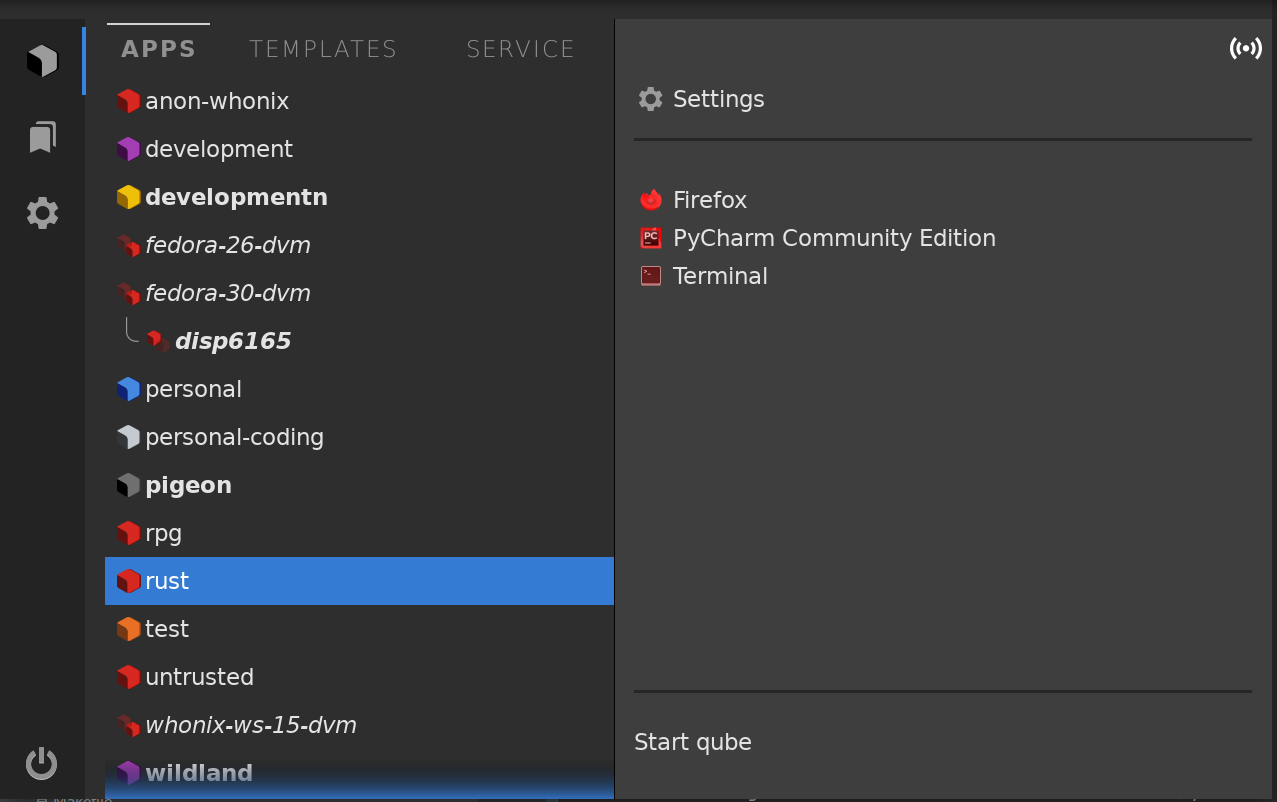 APPS TEMPLATES SERVICE
anon-whonix
development
developmentn
fedora-26-dvm
fedora-30-dvm
disp6165
personal
personal-coding
pigeon
rpg
rust
test
untrusted
whonix-ws-15-dvm
wildland
Settings
Firefox
PC
PyCharm Community Edition
Terminal
Start qube